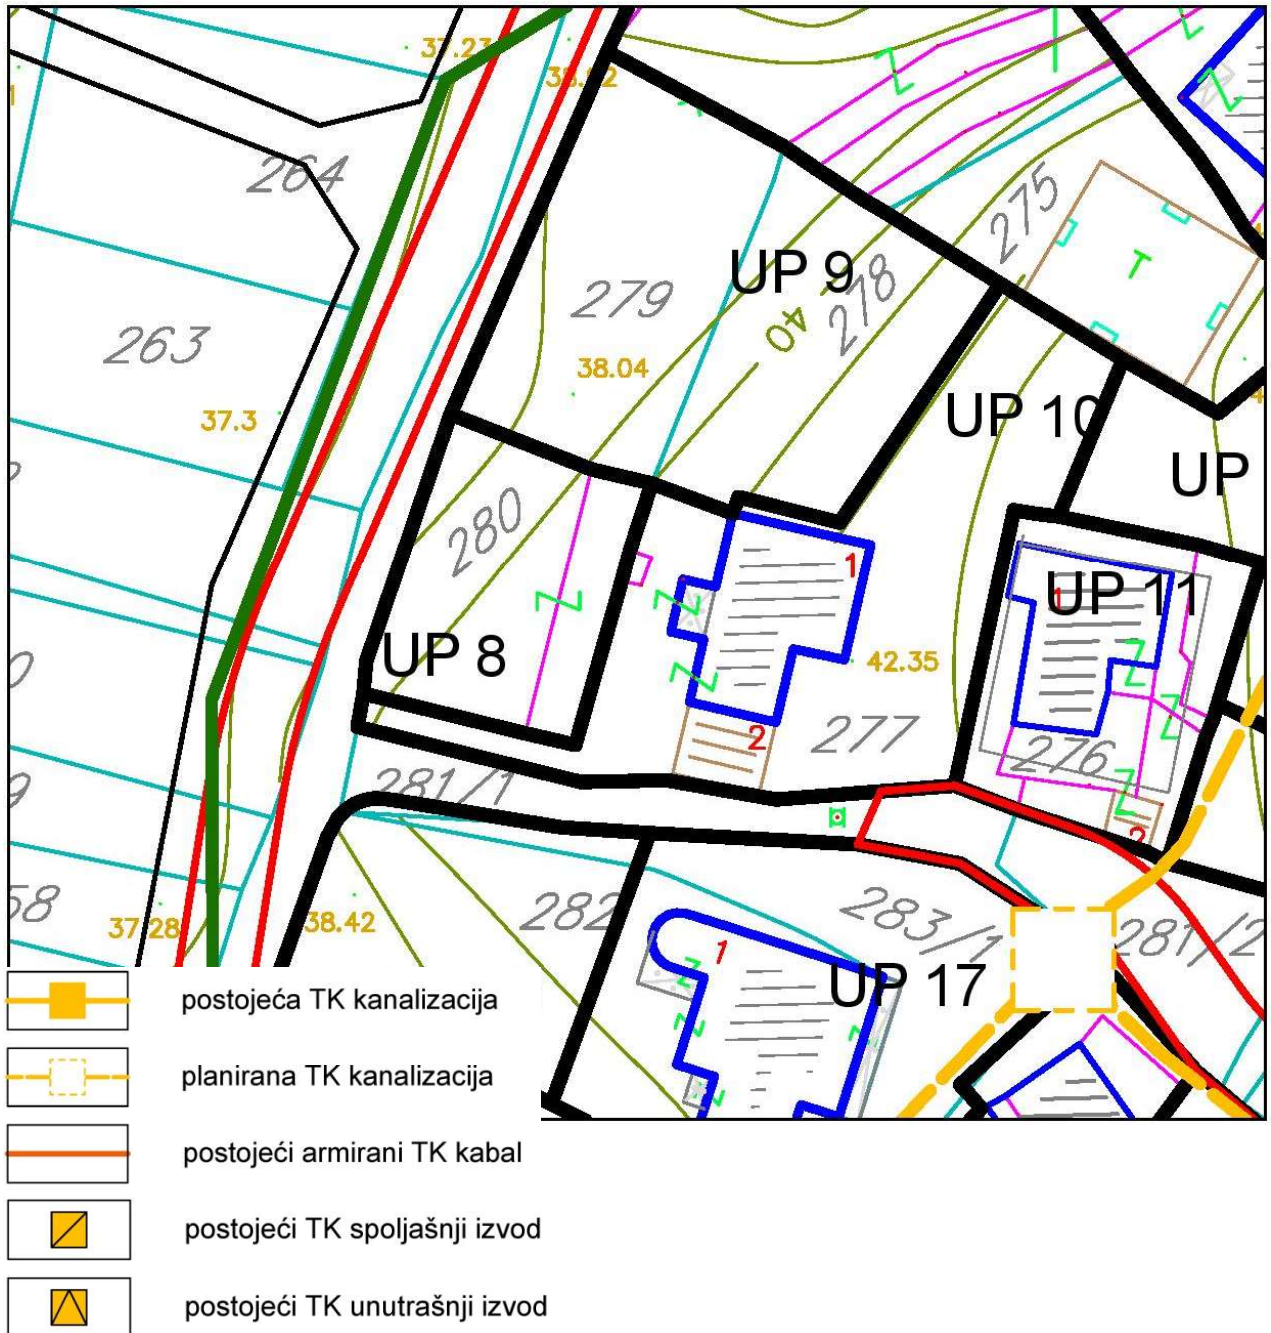 37.23
38.02
264
275
UP 9
279
278
T
263
40
38.04
37.3
UP 10
UP
280
1
UP 11
1
UP 8
42.35
277
2
276
281/1
2
58
282
283/1
281/2
37.28
38.42
1
UP 17
postojeća TK kanalizacija
planirana TK kanalizacija
postojeći armirani TK kabal
postojeći TK spoljašnji izvod
postojeći TK unutrašnji izvod